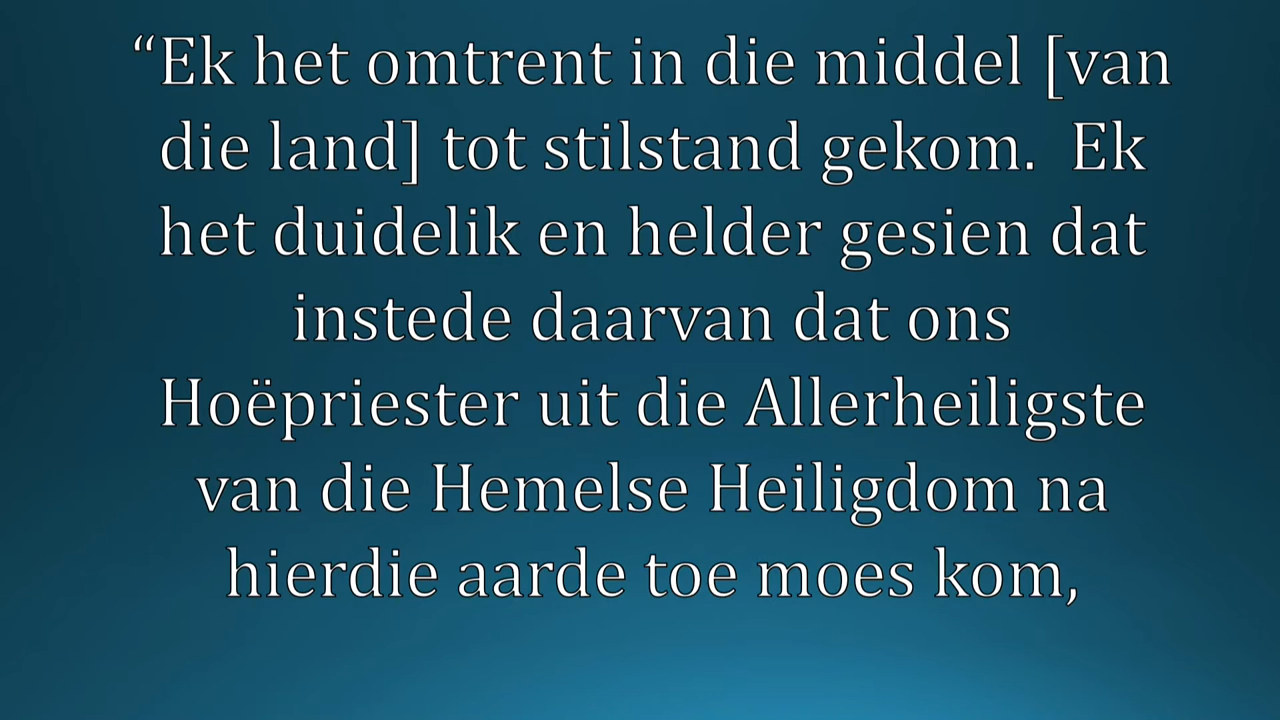 “Ek het omtrent in die middel [van
die land] tot stilstand gekom.  Ek
het duidelik en helder gesien dat
instede daarvan dat ons
Hoëpriester uit die Allerheiligste
van die Hemelse Heiligdom na
hierdie aarde toe moes kom,